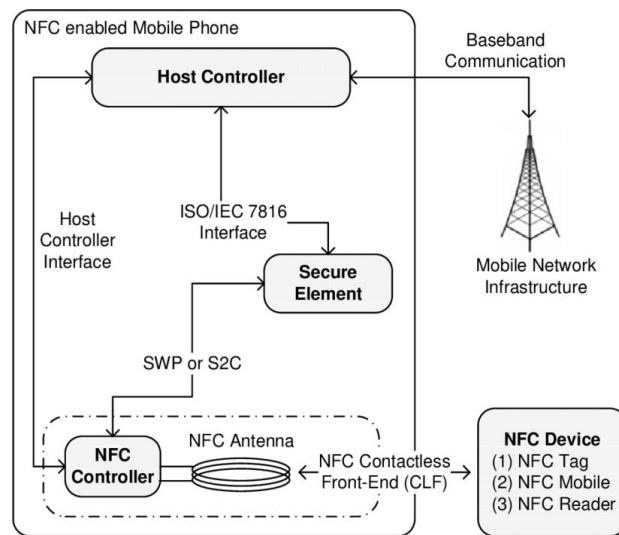 NFC enabled Mobile Phone
Host Controller
Baseband
Communication
Host
Controller
Interface
ISO/IEC 7816
Interface
Secure
Element
Mobile Network
Infrastructure
SWP or S2C
NFC
Controller
NFC Antenna
NFC Contactless
Front-End (CLF)
NFC Device
(1) NFC Tag
(2) NFC Mobile
(3) NFC Reader